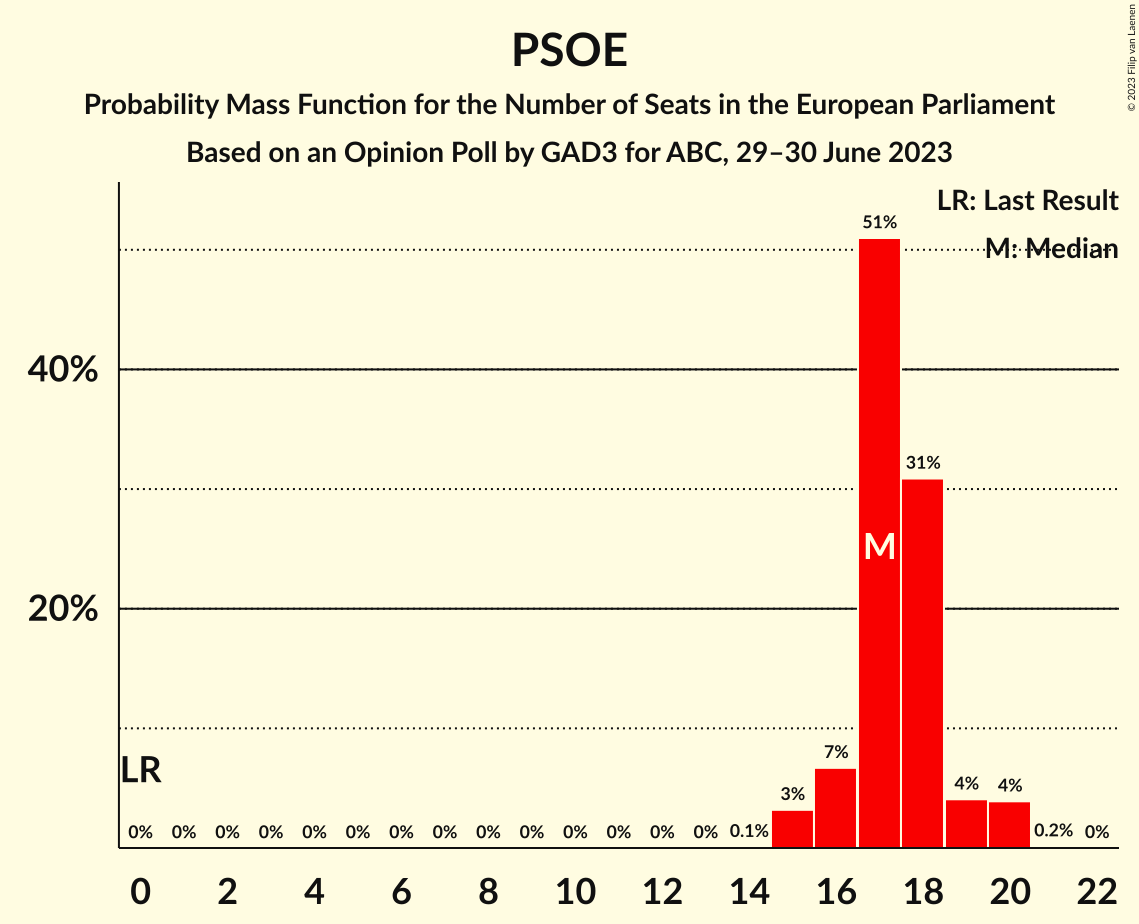 PSOE
Probability Mass Function for the Number of Seats in the European Parliament
Based on an Opinion Poll by GAD3 for ABC, 29–30 June 2023
© 2023 Filip van Laenen
LR: Last Result
M: Median
51%
40%
31%
M
20%
LR
7%
3%
4%
4%
0% 0% 0% 0% 0% 0% 0% 0% 0% 0% 0% 0% 0% 0% 0.1% 0.2% 0%
0 2 4 6 8 10 12 14 16 18 20 22